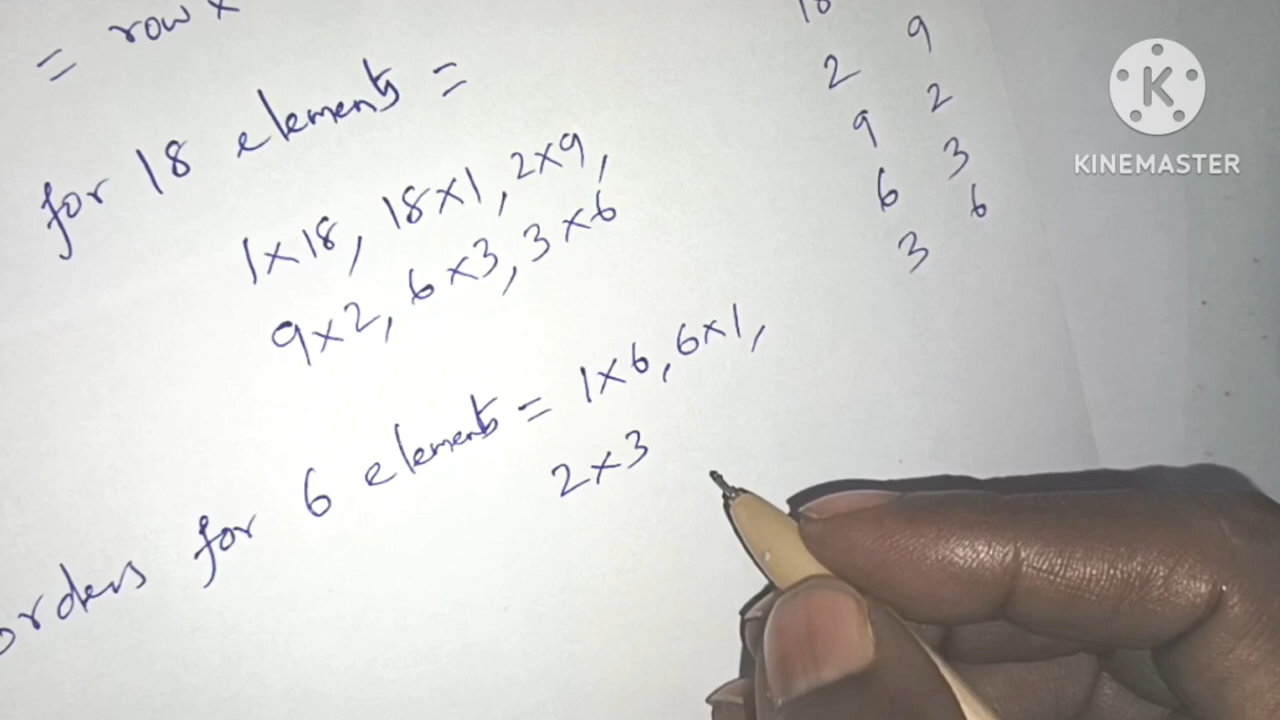 = row x
for 18 elements =
1×18, 18×1, 2×9,
9×2, 6×3, 3×6
orders for 6 elements = 1×6, 6×1,
2×3
18
2 9
9 2
6 3
3 6
K
KINEMASTER